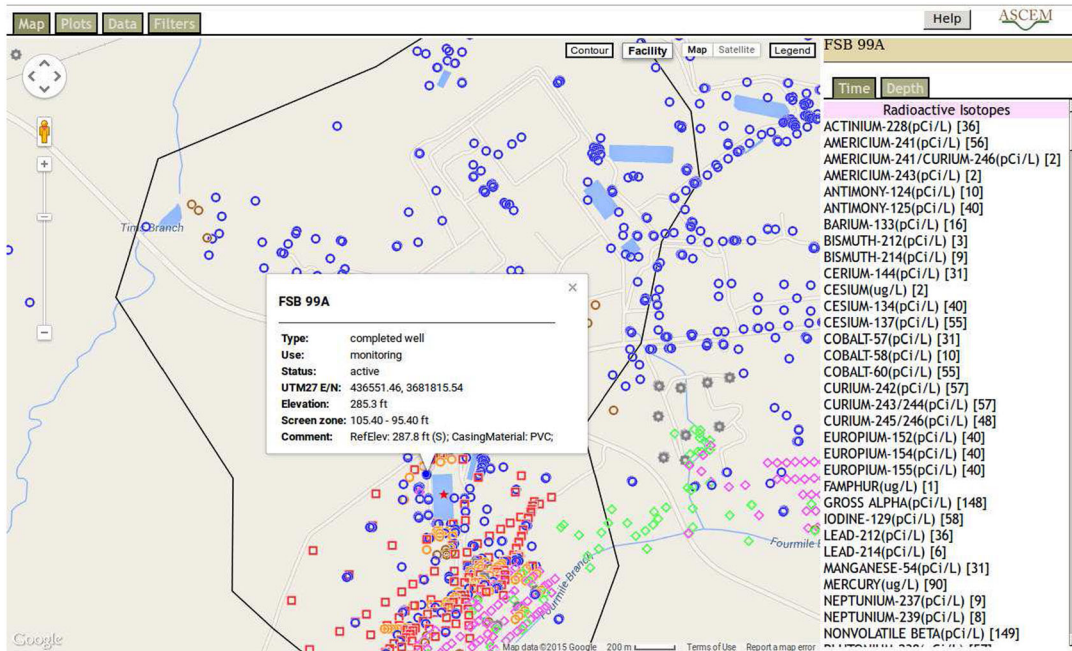 Map Plots Data Filters Help ASCEM
Contour Facility Map Satellite Legend
FSB 99A
Time Depth
Radioactive Isotopes
ACTINIUM-228(pCi/L) [36]
AMERICIUM-241(pCi/L) [56]
AMERICIUM-241/CURIUM-246(pCi/L) [2]
AMERICIUM-243(pCi/L) [2]
ANTIMONY-124(pCi/L) [10]
ANTIMONY-125(pCi/L) [40]
BARIUM-133(pCi/L) [16]
BISMUTH-212(pCi/L) [3]
BISMUTH-214(pCi/L) [9]
CERIUM-144(pCi/L) [31]
CESIUM(ug/L) [2]
CESIUM-134(pCi/L) [40]
CESIUM-137(pCi/L) [55]
COBALT-57(pCi/L) [31]
COBALT-58(pCi/L) [10]
COBALT-60(pCi/L) [55]
CURIUM-242(pCi/L) [57]
CURIUM-243/244(pCi/L) [57]
CURIUM-245/246(pCi/L) [48]
EUROPIUM-152(pCi/L) [40]
EUROPIUM-154(pCi/L) [40]
EUROPIUM-155(pCi/L) [40]
FAMPHUR(ug/L) [1]
GROSS ALPHA(pCi/L) [148]
IODINE-129(pCi/L) [58]
LEAD-212(pCi/L) [36]
LEAD-214(pCi/L) [6]
MANGANESE-54(pCi/L) [31]
MERCURY(ug/L) [90]
NEPTUNIUM-237(pCi/L) [9]
NEPTUNIUM-239(pCi/L) [8]
NONVOLATILE BETA(pCi/L) [149]
Tims Branch
FSB 99A
Type: completed well
Use: monitoring
Status: active
UTM27 E/N: 436551.46, 3681815.54
Elevation: 285.3 ft
Screen zone: 105.40 - 95.40 ft
Comment: RefElev: 287.8 ft (S); CasingMaterial: PVC;
Fourmile
Fourmile Branch
Google
Map data ©2015 Google 200 m Terms of Use Report a map error